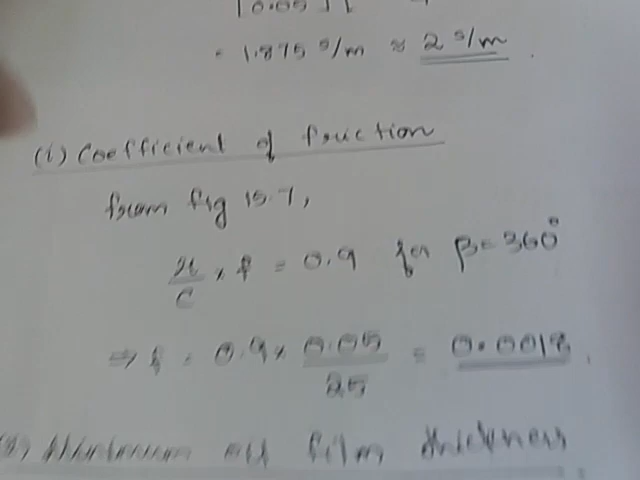 = 1.875 s/m ≈ 2 s/m.
(i) Coefficient of friction
from fig 15.7,
r/c × f = 0.9 for β = 360°
⇒ f = 0.9 × 0.05/25 = 0.0018.
oil film thickness